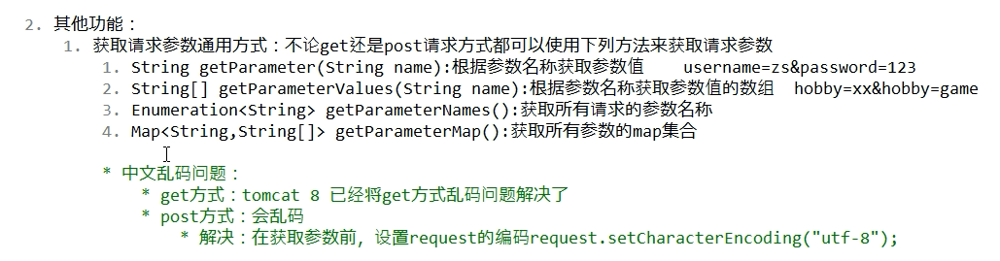 2. 其他功能：
1. 获取请求参数通用方式：不论get还是post请求方式都可以使用下列方法来获取请求参数
1. String getParameter(String name):根据参数名称获取参数值    username=zs&password=123
2. String[] getParameterValues(String name):根据参数名称获取参数值的数组  hobby=xx&hobby=game
3. Enumeration<String> getParameterNames():获取所有请求的参数名称
4. Map<String,String[]> getParameterMap():获取所有参数的map集合
* 中文乱码问题：
* get方式：tomcat 8 已经将get方式乱码问题解决了
* post方式：会乱码
* 解决：在获取参数前，设置request的编码request.setCharacterEncoding("utf-8");